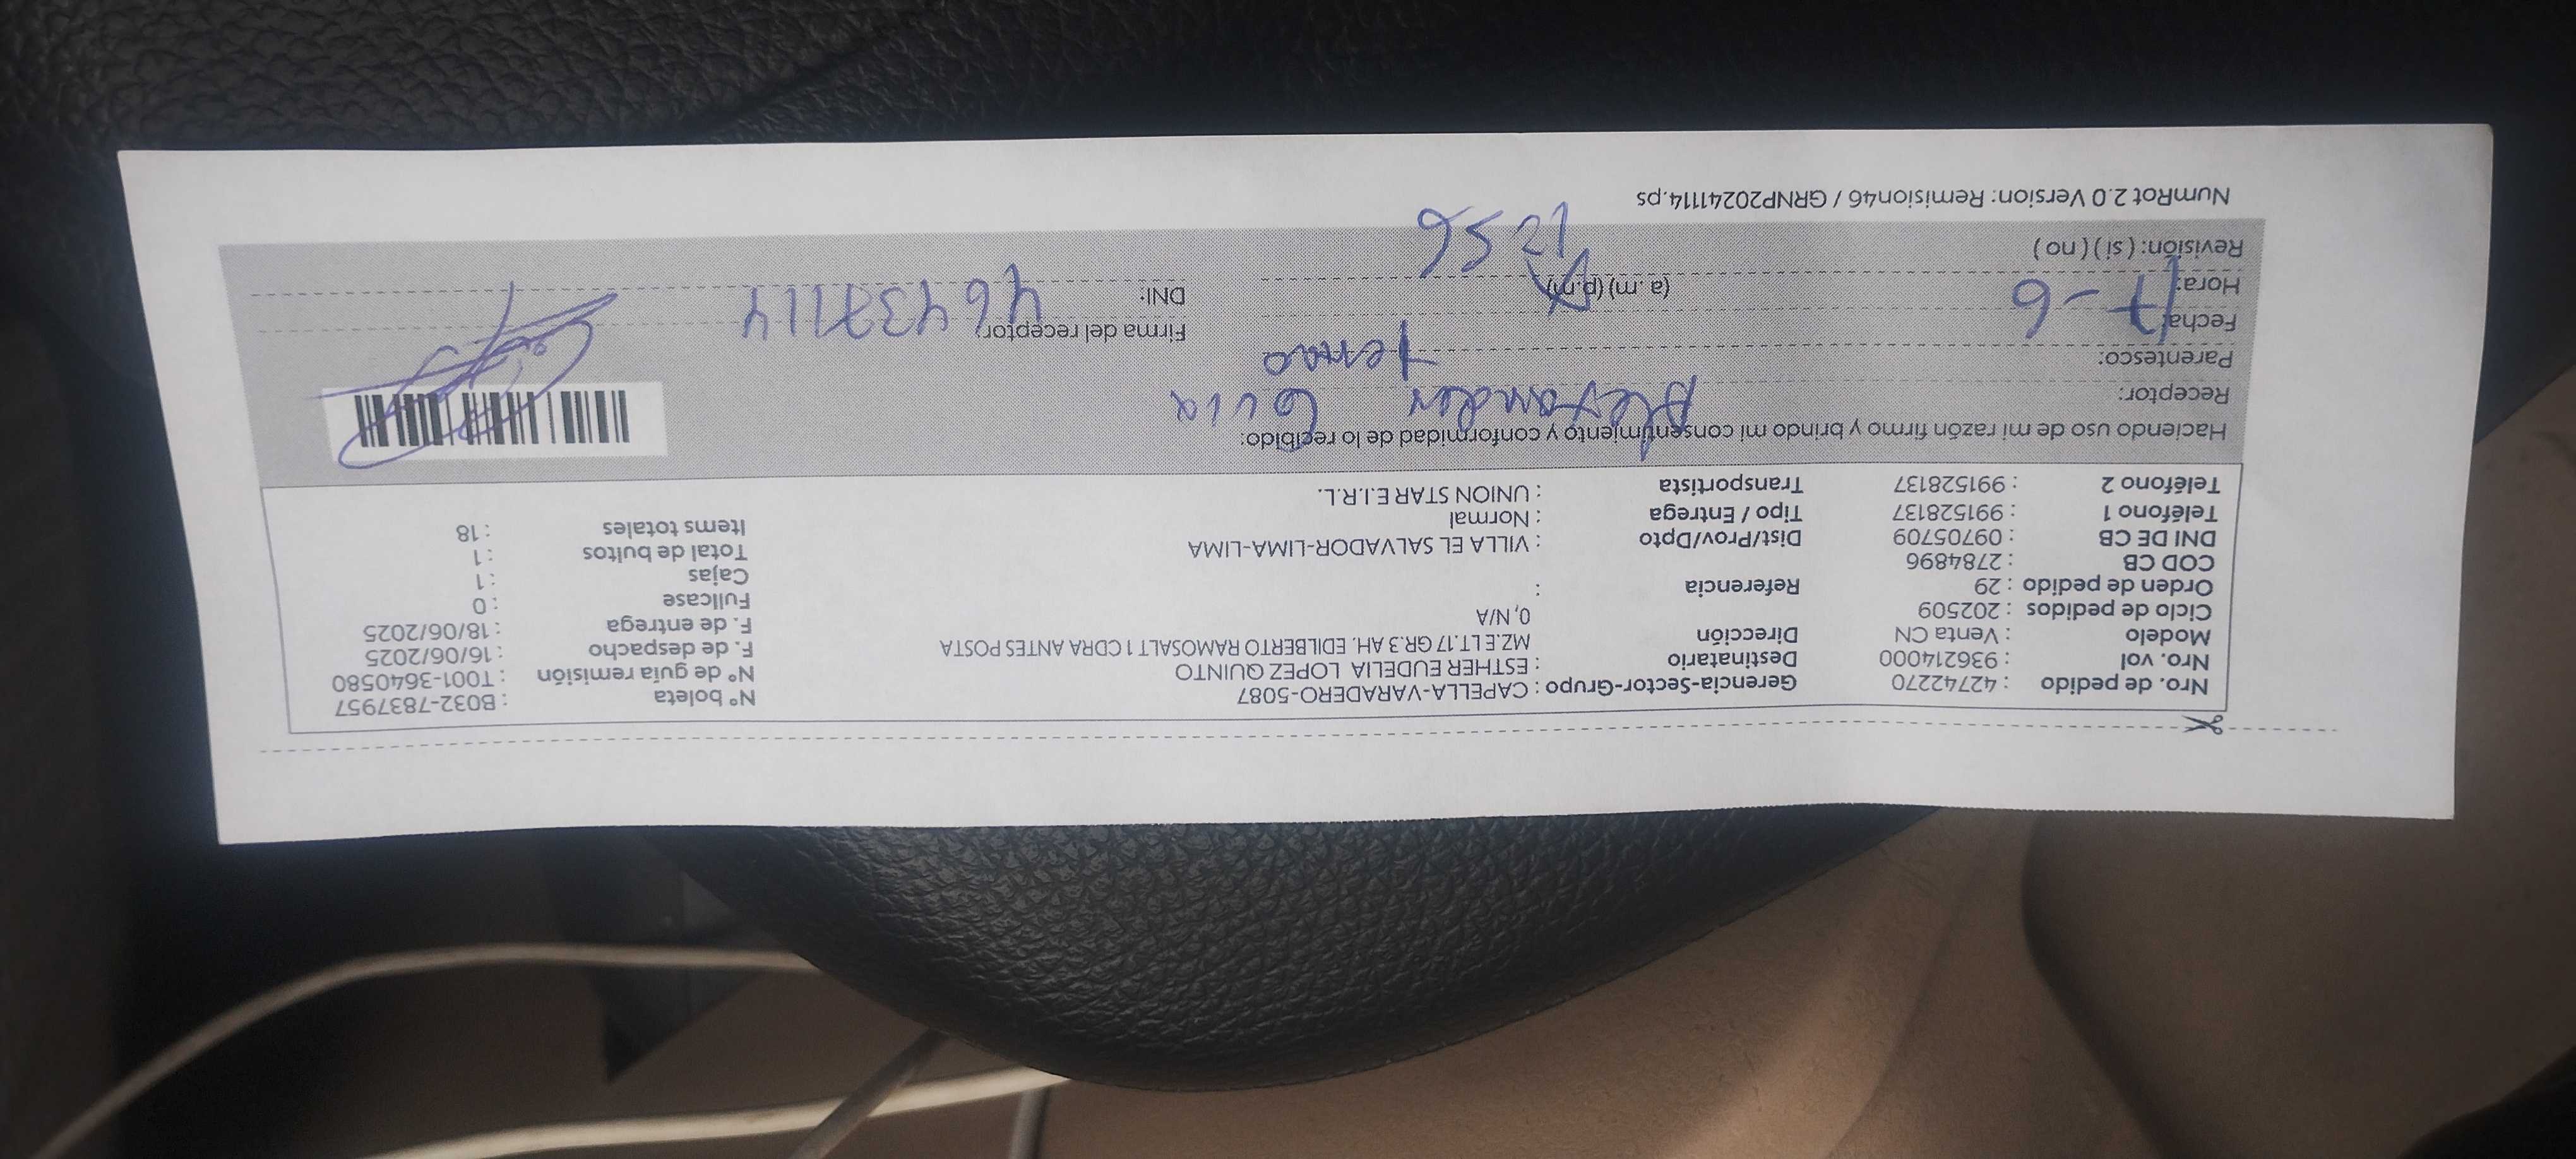 Nro. de pedido : 42742270 Gerencia-Sector-Grupo : CAPELLA-VARADERO-5087 N° boleta : B032-7837957
Nro. vol : 936214000 Destinatario : ESTHER EUDELIA LOPEZ QUINTO N° de guía remisión : T001-3640580
Modelo : Venta CN Dirección MZ.E LT.17 GR.3 AH. EDILBERTO RAMOSALT 1 CDRA ANTES POSTA F. de despacho : 16/06/2025
Ciclo de pedidos : 202509 0, N/A F. de entrega : 18/06/2025
Orden de pedido : 29 Referencia : Fullcase : 0
COD CB : 2784896 Cajas : 1
DNI DE CB : 09705709 Dist/Prov/Dpto : VILLA EL SALVADOR-LIMA-LIMA Total de bultos : 1
Teléfono 1 : 991528137 Tipo / Entrega : Normal Items totales : 18
Teléfono 2 : 991528137 Transportista : UNION STAR E.I.R.L.
Haciendo uso de mi razón firmo y brindo mi consentimiento y conformidad de lo recibido:
Receptor: Alexander
Parentesco: Yerno
Fecha: 17-6 Firma del receptor:
Hora: (a. m) (p.m) DNI: 46437114
Revisión: ( si ) ( no ) 1256
NumRot 2.0 Version: Remision46 / GRNP20241114.ps